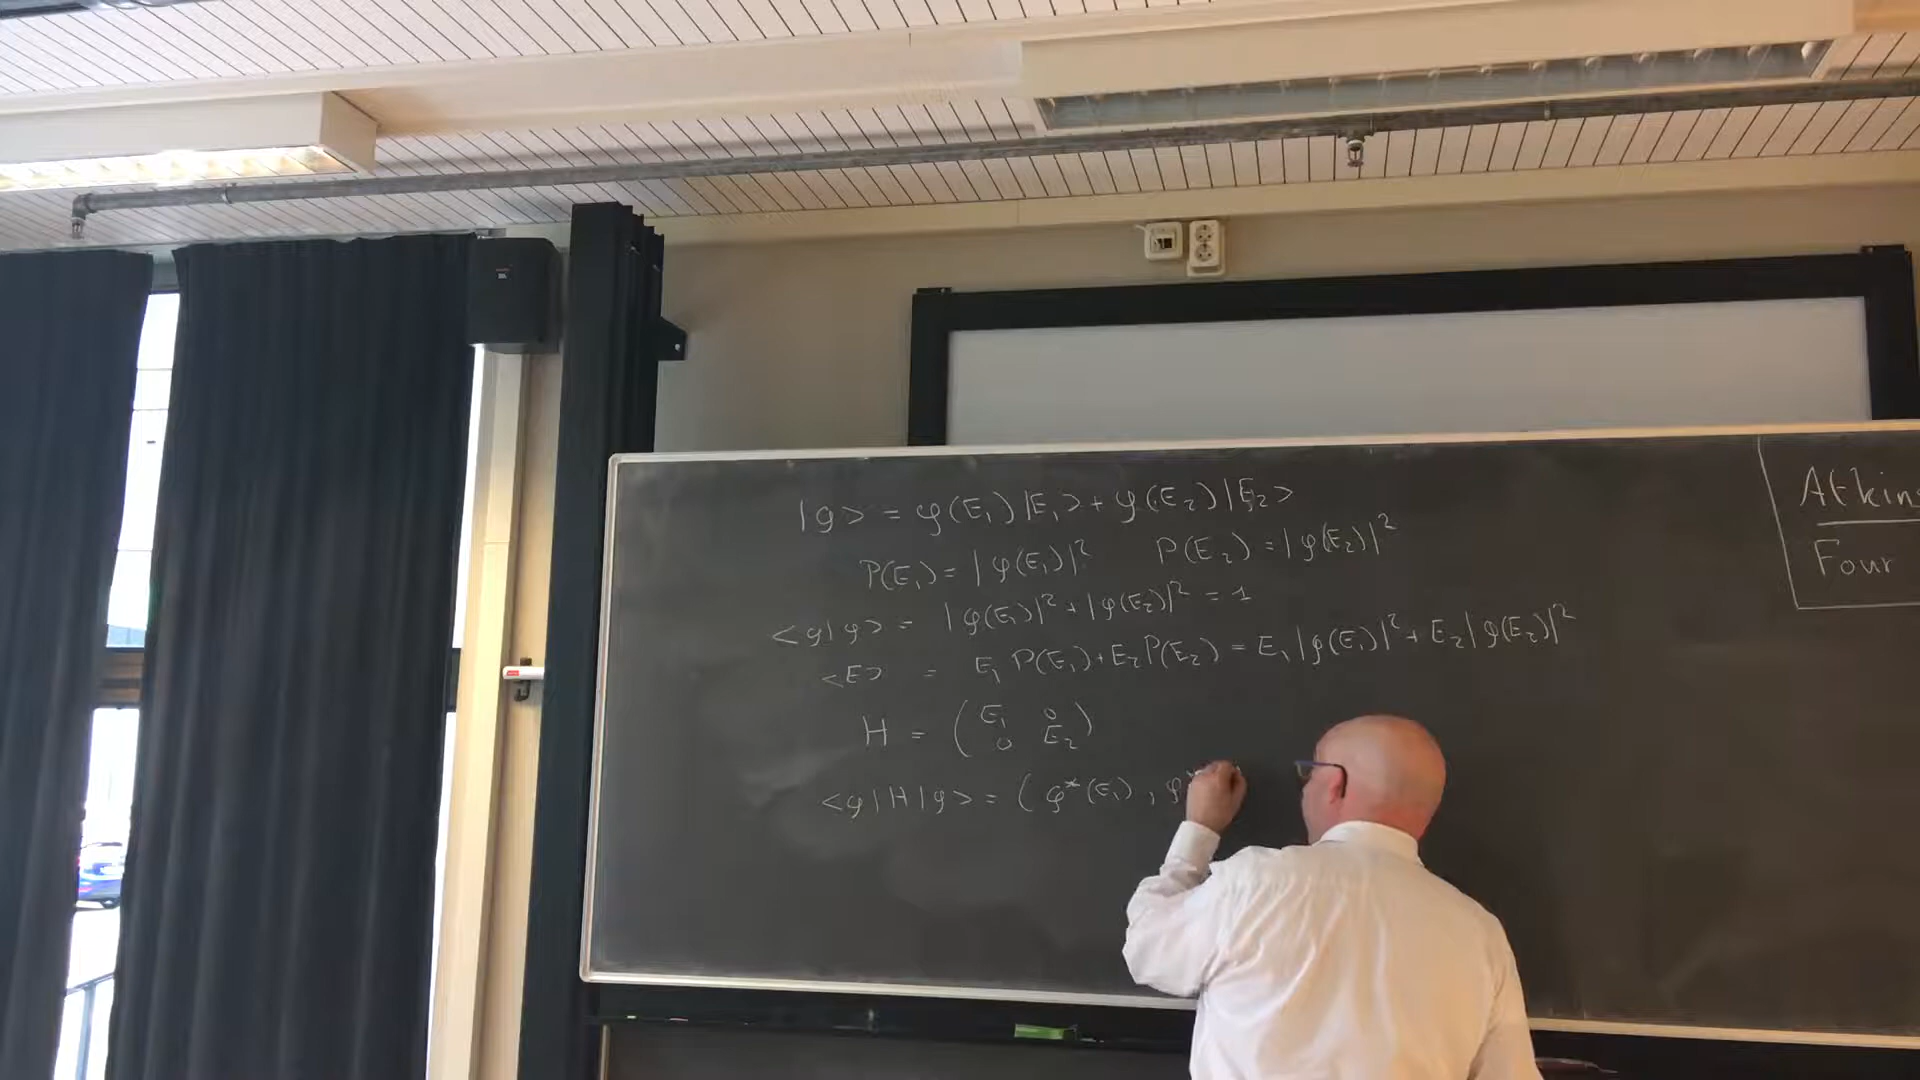 |φ> = φ(E₁)|E₁> + φ(E₂)|E₂>
P(E₁) = |φ(E₁)|² P(E₂) = |φ(E₂)|²
<φ|φ> = |φ(E₁)|² + |φ(E₂)|² = 1
<E> = E₁ P(E₁) + E₂ P(E₂) = E₁|φ(E₁)|² + E₂|φ(E₂)|²
H = (E₁ 0
0 E₂)
<φ|H|φ> = (φ*(E₁), φ*
Atkins
Four